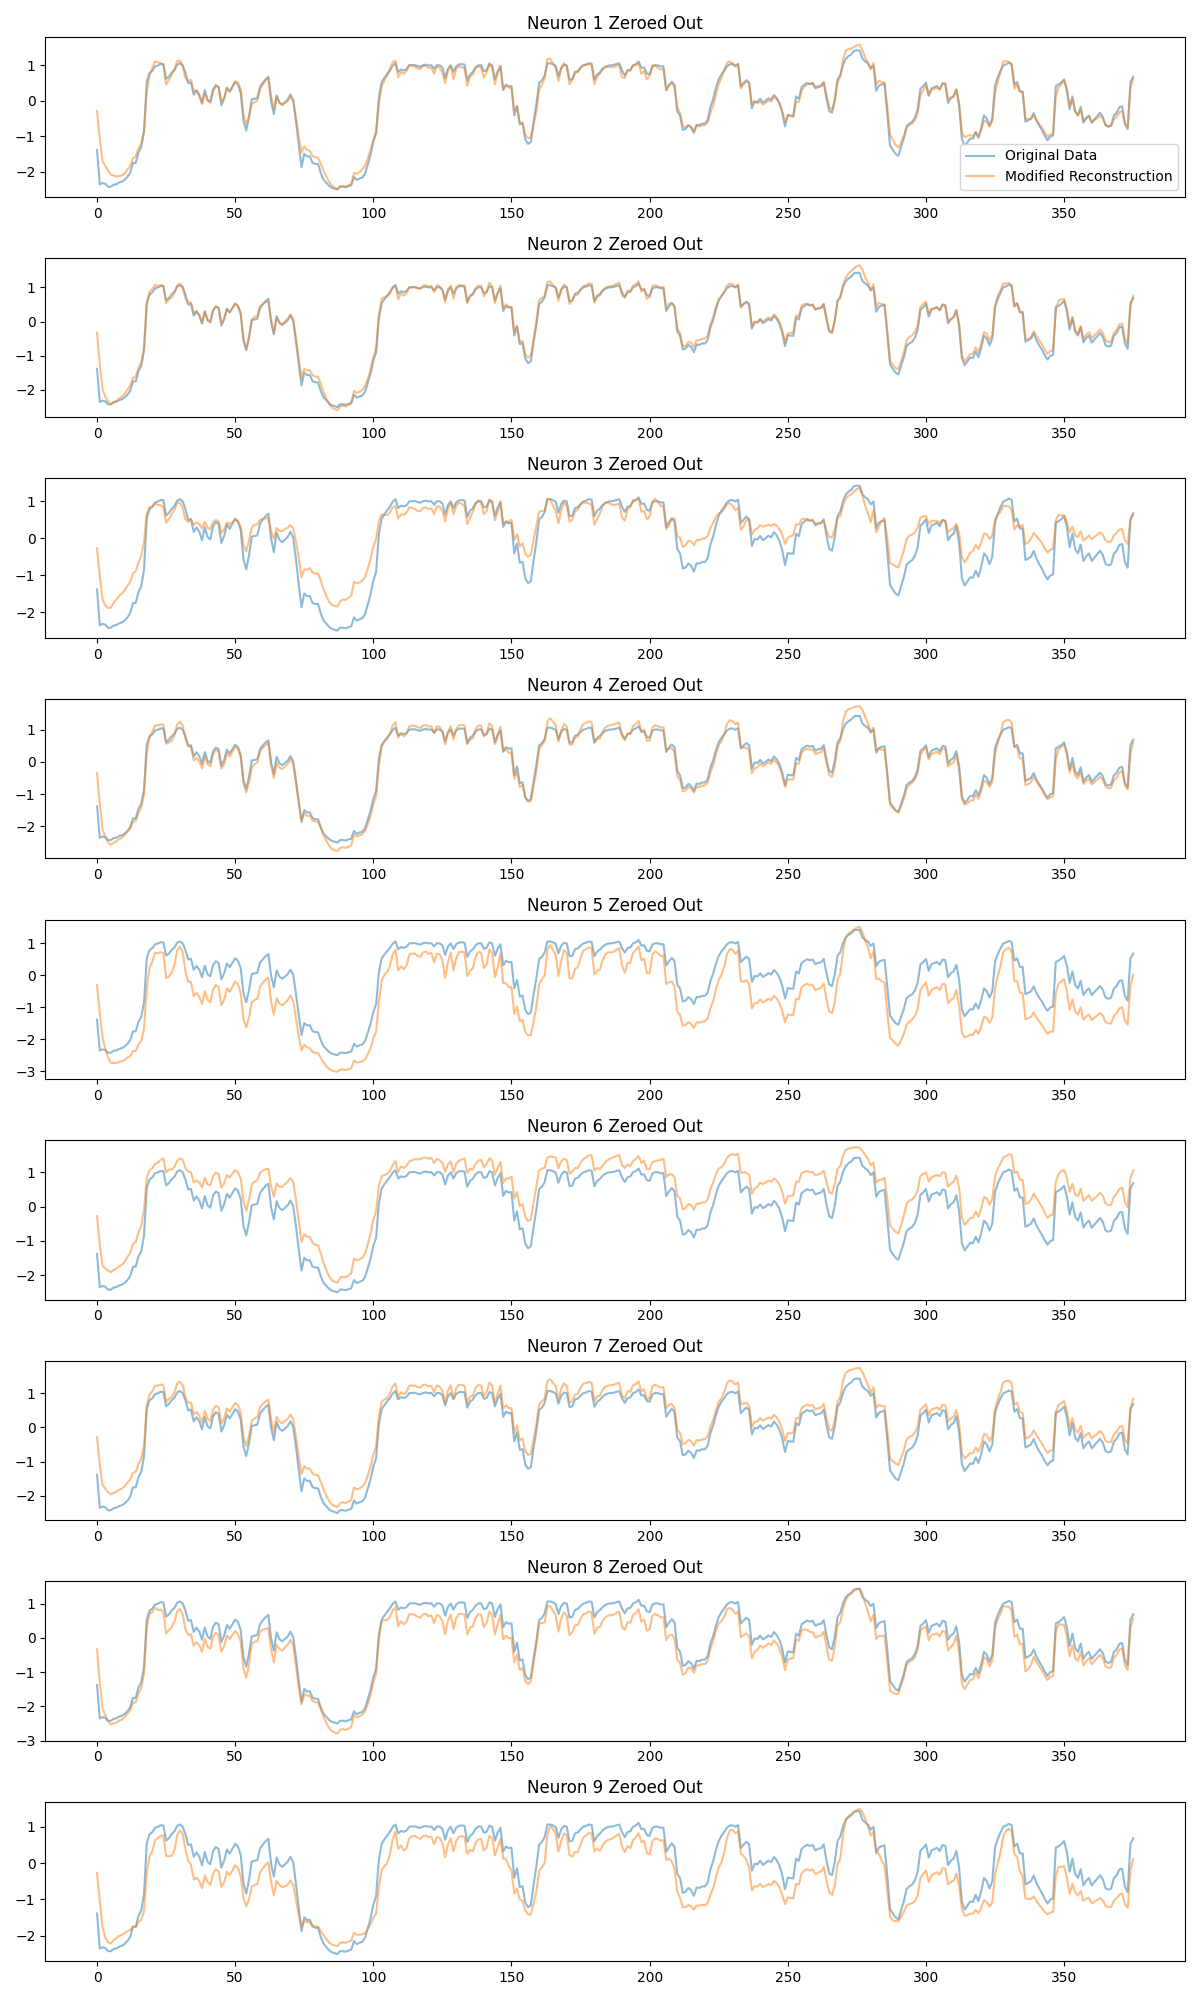 Neuron 1 Zeroed Out
1
0
−1
−2
Original Data
Modified Reconstruction
0 50 100 150 200 250 300 350
Neuron 2 Zeroed Out
1
0
−1
−2
0 50 100 150 200 250 300 350
Neuron 3 Zeroed Out
1
0
−1
−2
0 50 100 150 200 250 300 350
Neuron 4 Zeroed Out
1
0
−1
−2
0 50 100 150 200 250 300 350
Neuron 5 Zeroed Out
1
0
−1
−2
−3
0 50 100 150 200 250 300 350
Neuron 6 Zeroed Out
1
0
−1
−2
0 50 100 150 200 250 300 350
Neuron 7 Zeroed Out
1
0
−1
−2
0 50 100 150 200 250 300 350
Neuron 8 Zeroed Out
1
0
−1
−2
−3
0 50 100 150 200 250 300 350
Neuron 9 Zeroed Out
1
0
−1
−2
0 50 100 150 200 250 300 350